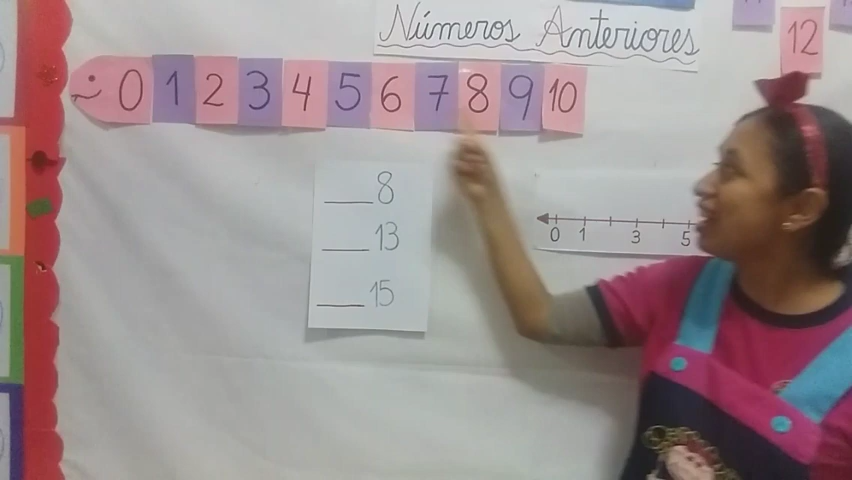 Números Anteriores
12
0 1 2 3 4 5 6 7 8 9 10
___8
___13
___15
0 1 3 5